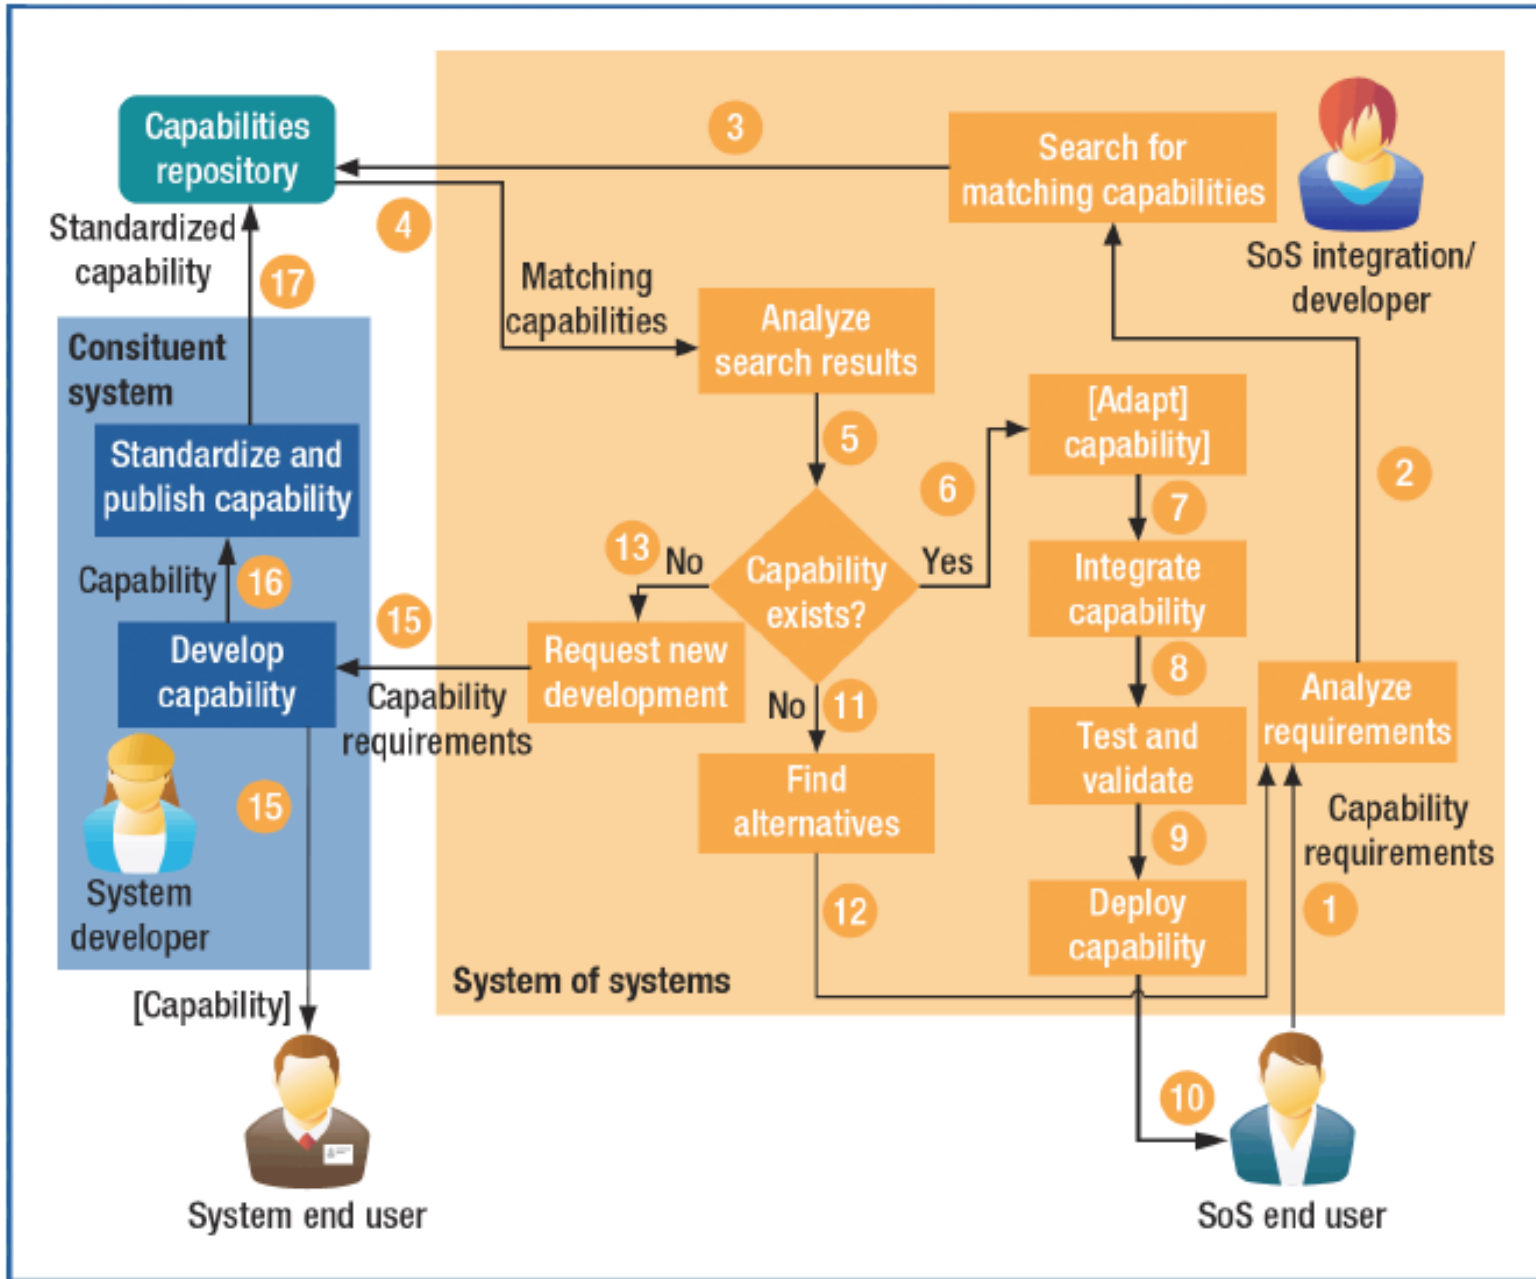 Capabilities
repository
3
Search for
matching capabilities
SoS integration/
developer
4
Standardized
capability
17
Matching
capabilities
Analyze
search results
Consituent
system
Standardize and
publish capability
Capability
16
Develop
capability
System
developer
15
[Capability]
System end user
15
Capability
requirements
13
No
Request new
development
5
Capability
exists?
Yes
6
No
11
Find
alternatives
12
System of systems
[Adapt]
capability]
7
Integrate
capability
8
Test and
validate
9
Deploy
capability
10
2
Analyze
requirements
Capability
requirements
1
SoS end user